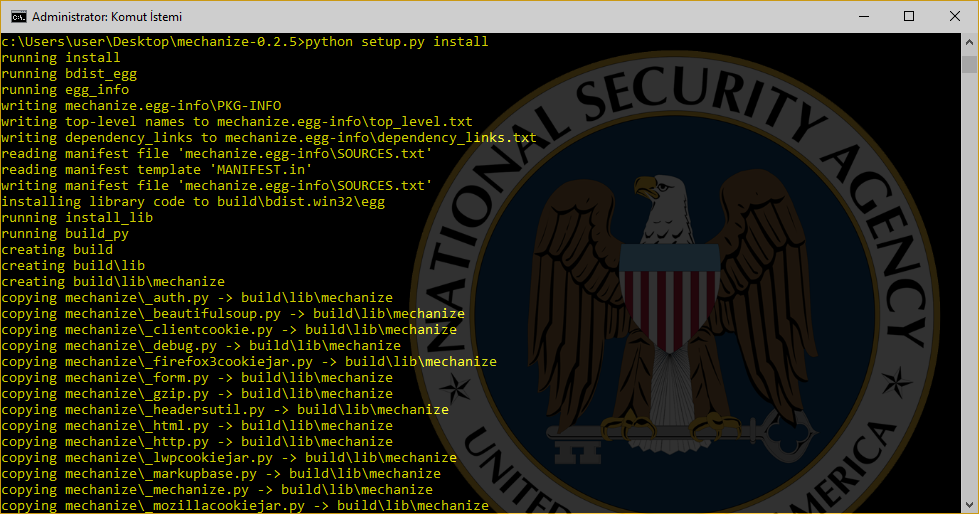 Administrator: Komut İstemi
c:\Users\user\Desktop\mechanize-0.2.5>python setup.py install
running install
running bdist_egg
running egg_info
writing mechanize.egg-info\PKG-INFO
writing top-level names to mechanize.egg-info\top_level.txt
writing dependency_links to mechanize.egg-info\dependency_links.txt
reading manifest file 'mechanize.egg-info\SOURCES.txt'
reading manifest template 'MANIFEST.in'
writing manifest file 'mechanize.egg-info\SOURCES.txt'
installing library code to build\bdist.win32\egg
running install_lib
running build_py
creating build
creating build\lib
creating build\lib\mechanize
copying mechanize\_auth.py -> build\lib\mechanize
copying mechanize\_beautifulsoup.py -> build\lib\mechanize
copying mechanize\_clientcookie.py -> build\lib\mechanize
copying mechanize\_debug.py -> build\lib\mechanize
copying mechanize\_firefox3cookiejar.py -> build\lib\mechanize
copying mechanize\_form.py -> build\lib\mechanize
copying mechanize\_gzip.py -> build\lib\mechanize
copying mechanize\_headersutil.py -> build\lib\mechanize
copying mechanize\_html.py -> build\lib\mechanize
copying mechanize\_http.py -> build\lib\mechanize
copying mechanize\_lwpcookiejar.py -> build\lib\mechanize
copying mechanize\_markupbase.py -> build\lib\mechanize
copying mechanize\_mechanize.py -> build\lib\mechanize
copying mechanize\_mozillacookiejar.py -> build\lib\mechanize
NATIONAL SECURITY AGENCY
UNITED AMERICA